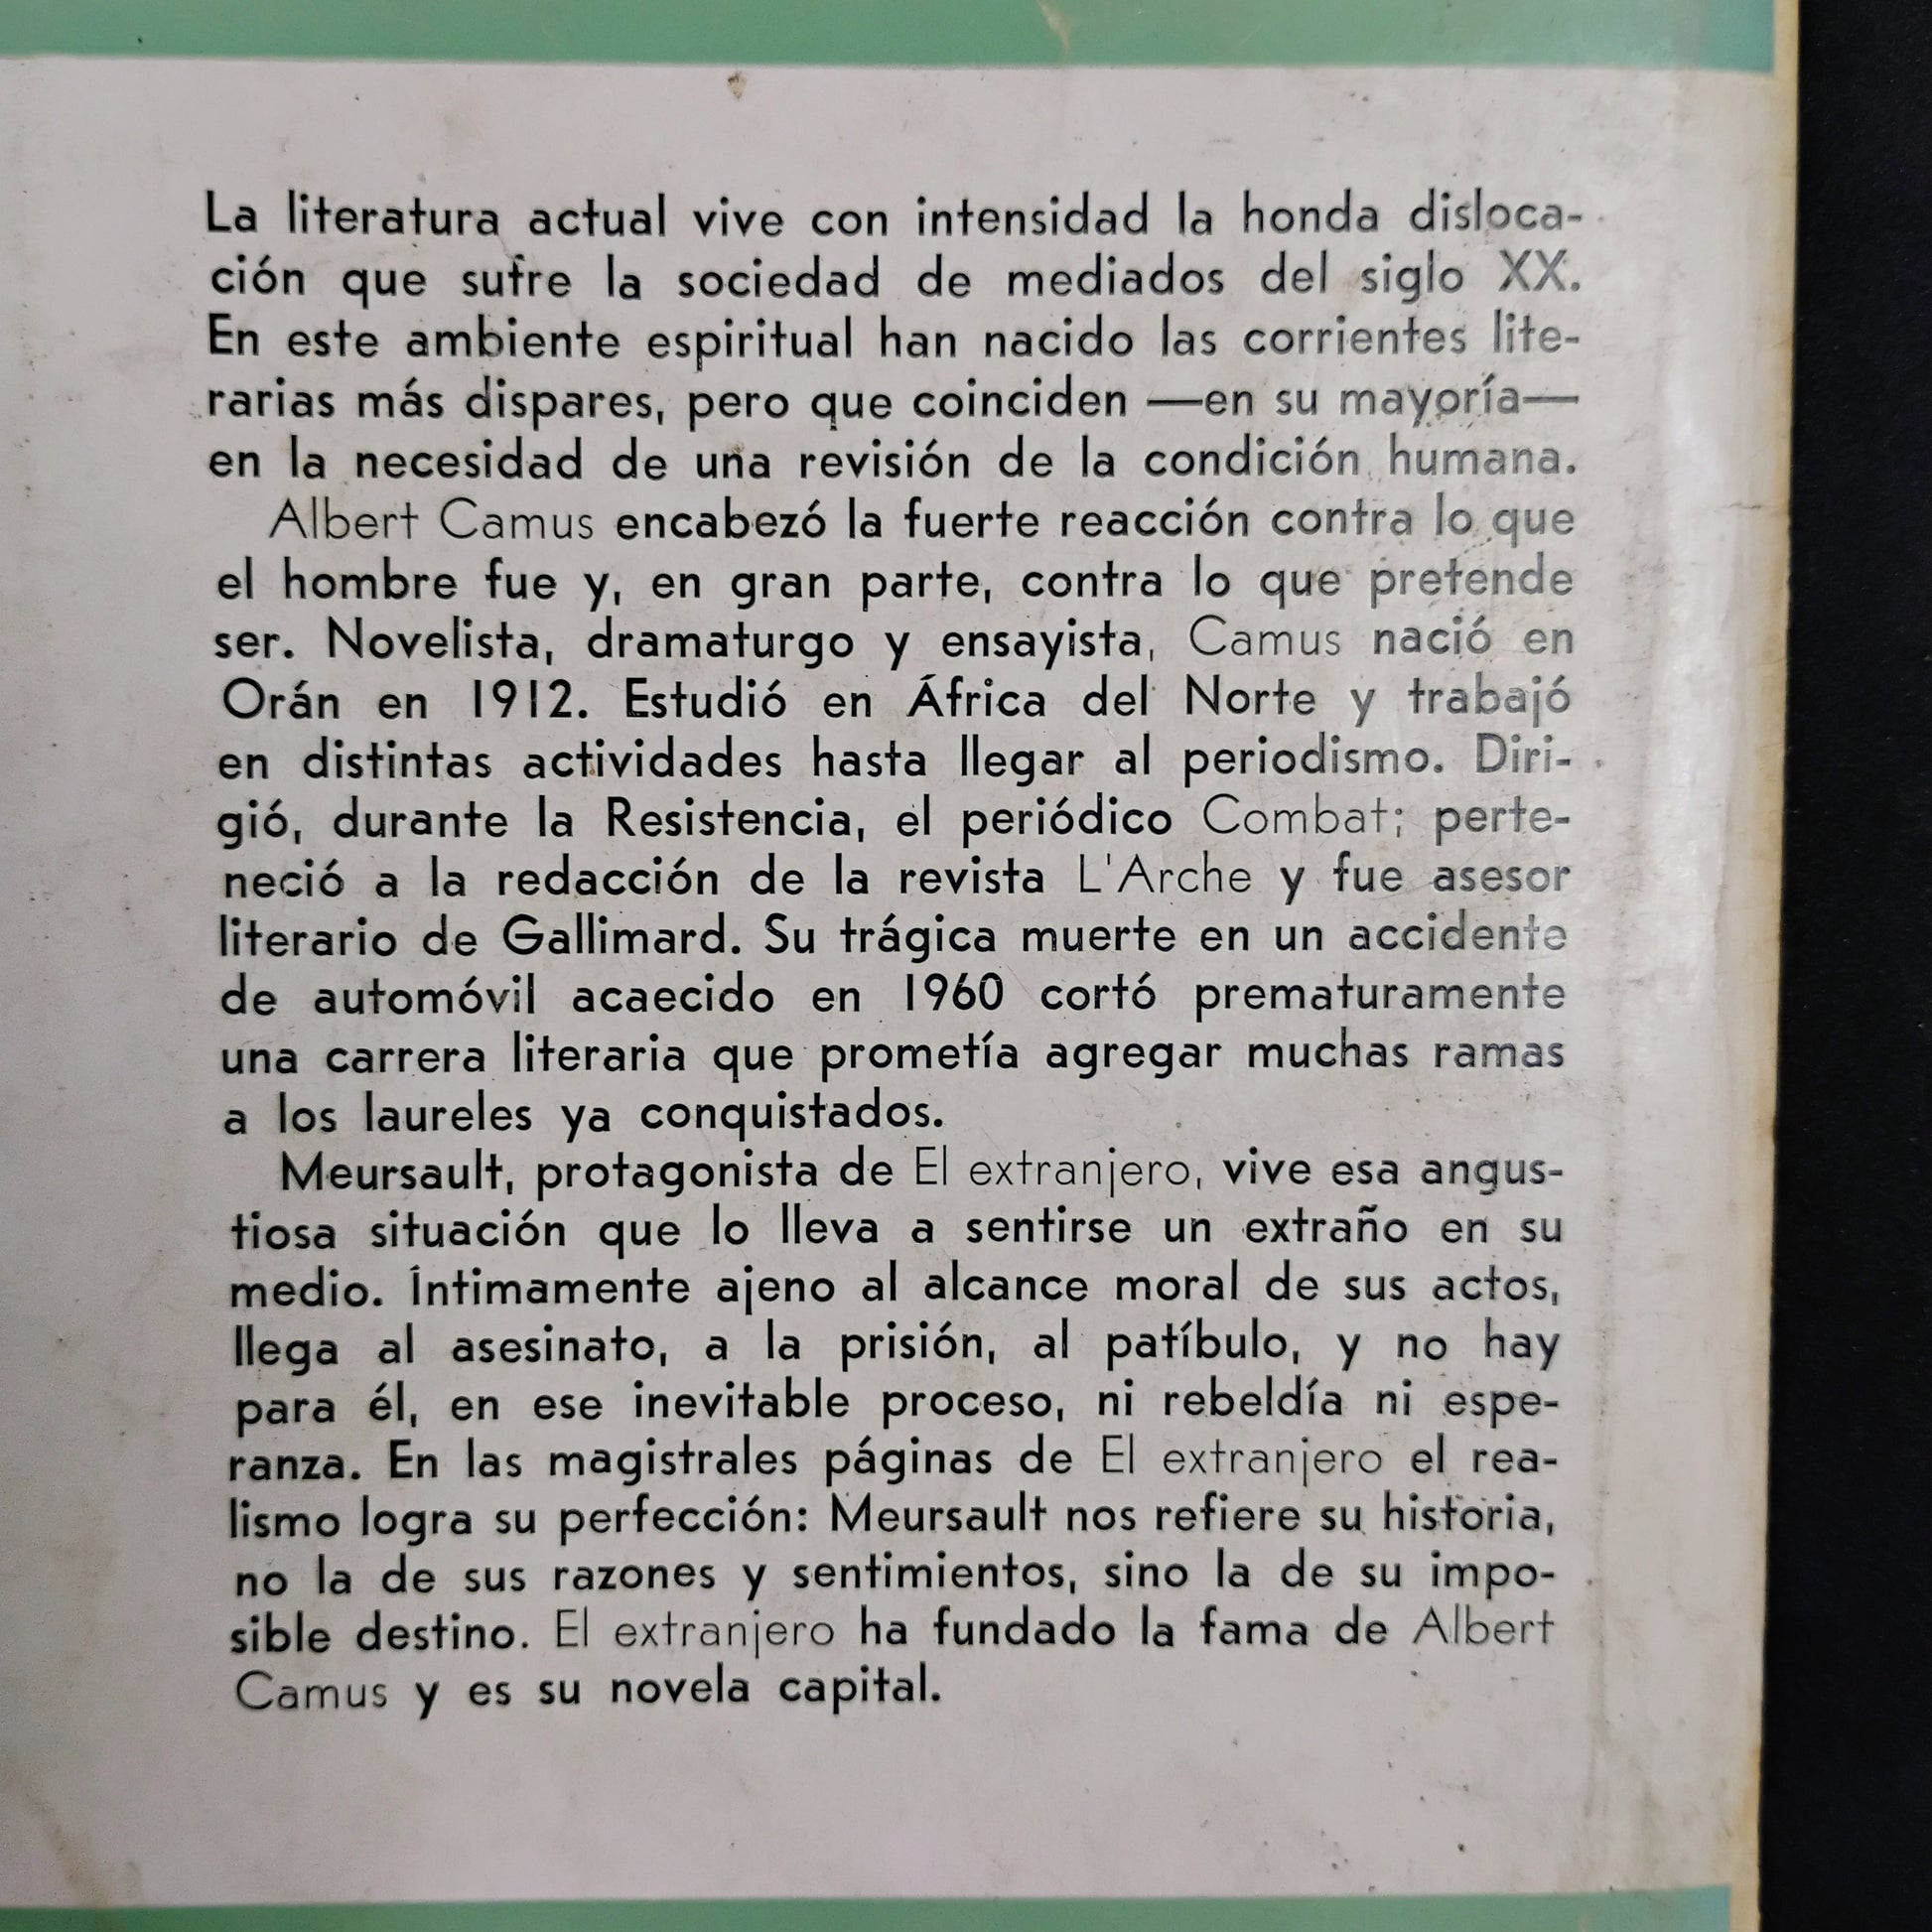 La literatura actual vive con intensidad la honda disloca-
ción que sufre la sociedad de mediados del siglo XX.
En este ambiente espiritual han nacido las corrientes lite-
rarias más dispares, pero que coinciden —en su mayoría—
en la necesidad de una revisión de la condición humana.
Albert Camus encabezó la fuerte reacción contra lo que
el hombre fue y, en gran parte, contra lo que pretende
ser. Novelista, dramaturgo y ensayista, Camus nació en
Orán en 1912. Estudió en África del Norte y trabajó
en distintas actividades hasta llegar al periodismo. Diri-
gió, durante la Resistencia, el periódico Combat; perte-
neció a la redacción de la revista L'Arche y fue asesor
literario de Gallimard. Su trágica muerte en un accidente
de automóvil acaecido en 1960 cortó prematuramente
una carrera literaria que prometía agregar muchas ramas
a los laureles ya conquistados.
Meursault, protagonista de El extranjero, vive esa angus-
tiosa situación que lo lleva a sentirse un extraño en su
medio. Íntimamente ajeno al alcance moral de sus actos,
llega al asesinato, a la prisión, al patíbulo, y no hay
para él, en ese inevitable proceso, ni rebeldía ni espe-
ranza. En las magistrales páginas de El extranjero el rea-
lismo logra su perfección: Meursault nos refiere su historia,
no la de sus razones y sentimientos, sino la de su impo-
sible destino. El extranjero ha fundado la fama de Albert
Camus y es su novela capital.